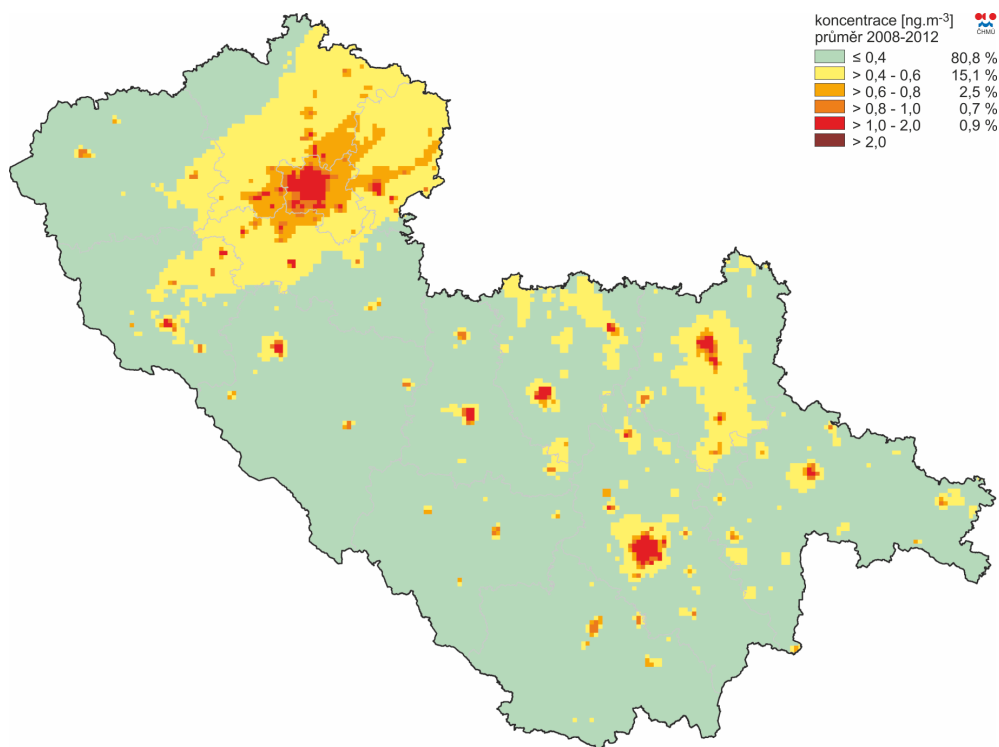 koncentrace [ng.m⁻³]
průměr 2008-2012
ČHMÚ
≤ 0,4 80,8 %
> 0,4 - 0,6 15,1 %
> 0,6 - 0,8 2,5 %
> 0,8 - 1,0 0,7 %
> 1,0 - 2,0 0,9 %
> 2,0